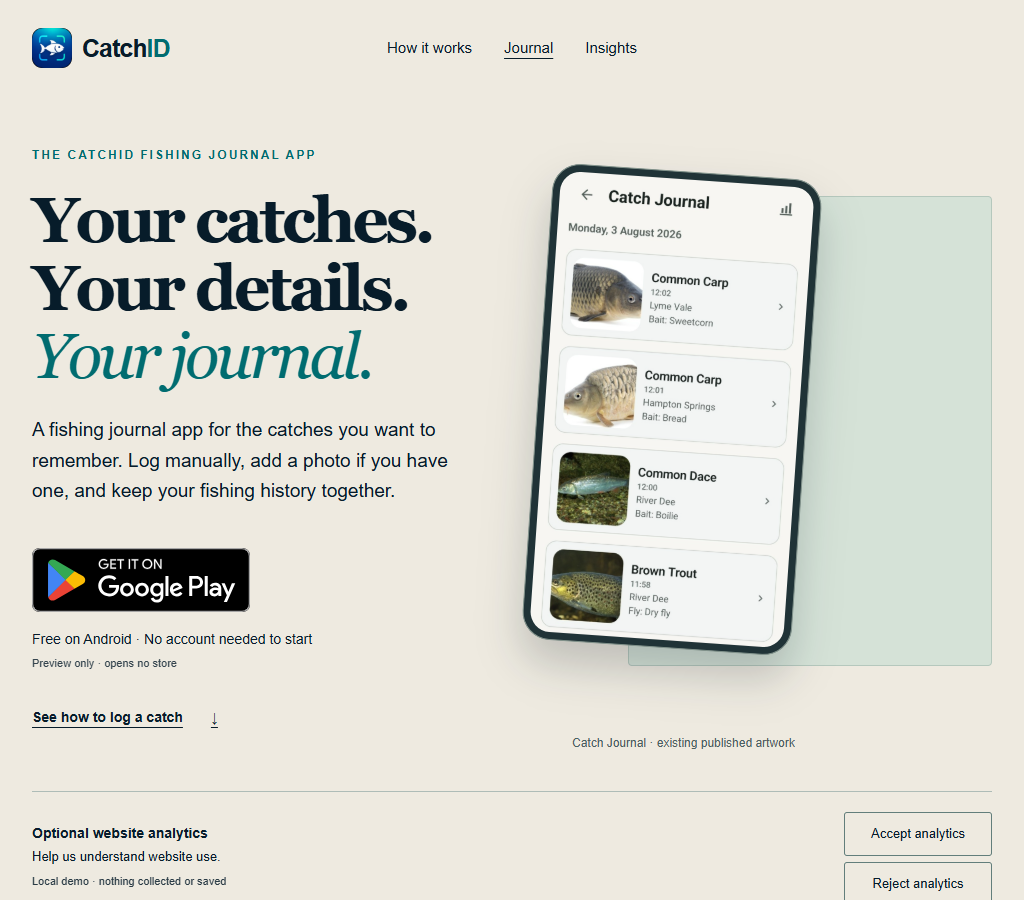 CatchID
How it works
Journal
Insights
THE CATCHID FISHING JOURNAL APP
Your catches.
Your details.
Your journal.
A fishing journal app for the catches you want to
remember. Log manually, add a photo if you have
one, and keep your fishing history together.
GET IT ON
Google Play
Free on Android · No account needed to start
Preview only · opens no store
See how to log a catch ↓
Catch Journal
Monday, 3 August 2026
Common Carp
12:02
Lyme Vale
Bait: Sweetcorn
Common Carp
12:01
Hampton Springs
Bait: Bread
Common Dace
12:00
River Dee
Bait: Boilie
Brown Trout
11:58
River Dee
Fly: Dry fly
Catch Journal · existing published artwork
Optional website analytics
Help us understand website use.
Local demo · nothing collected or saved
Accept analytics
Reject analytics